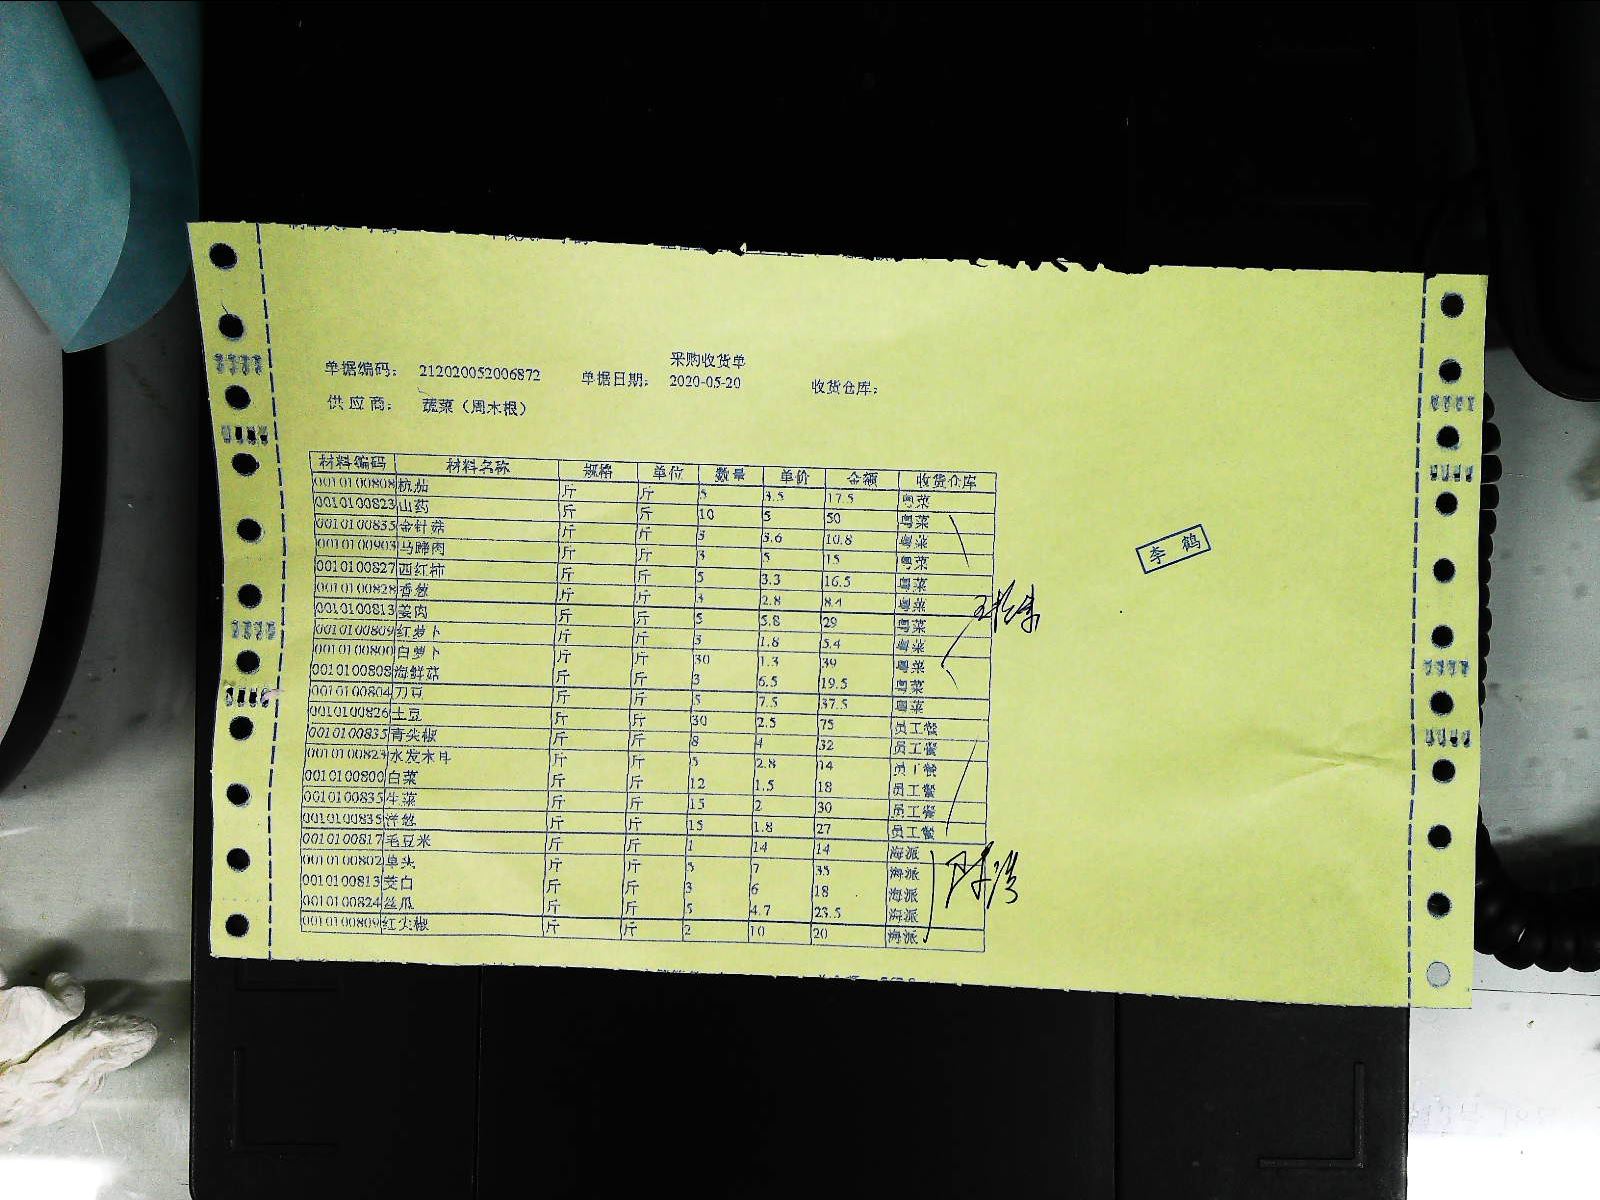 采购收货单
单据编码： 212020052006872 单据日期： 2020-05-20 收货仓库：
供应商： 蔬菜（周木根）
材料编码 材料名称 规格 单位 数量 单价 金额 收货仓库
0010100808 杭茄 斤 斤 5 3.5 17.5 粤菜
0010100823 山药 斤 斤 10 5 50 粤菜
0010100835 金针菇 斤 斤 3 3.6 10.8 粤菜
0010100903 马蹄肉 斤 斤 3 5 15 粤菜
0010100827 西红柿 斤 斤 5 3.3 16.5 粤菜
0010100828 香葱 斤 斤 3 2.8 8.4 粤菜
0010100813 姜肉 斤 斤 5 5.8 29 粤菜
0010100809 红萝卜 斤 斤 3 1.8 5.4 粤菜
0010100800 白萝卜 斤 斤 30 1.3 39 粤菜
0010100808 海鲜菇 斤 斤 3 6.5 19.5 粤菜
0010100804 刀豆 斤 斤 5 7.5 37.5 粤菜
0010100826 土豆 斤 斤 30 2.5 75 员工餐
0010100835 青尖椒 斤 斤 8 4 32 员工餐
0010100823 水发木耳 斤 斤 5 2.8 14 员工餐
0010100800 白菜 斤 斤 12 1.5 18 员工餐
0010100835 生菜 斤 斤 15 2 30 员工餐
0010100835 洋葱 斤 斤 15 1.8 27 员工餐
0010100817 毛豆米 斤 斤 1 14 14 海派
0010100802 草头 斤 斤 5 7 35 海派
0010100813 茭白 斤 斤 3 6 18 海派
0010100824 丝瓜 斤 斤 5 4.7 23.5 海派
0010100809 红尖椒 斤 斤 2 10 20 海派
李鹤